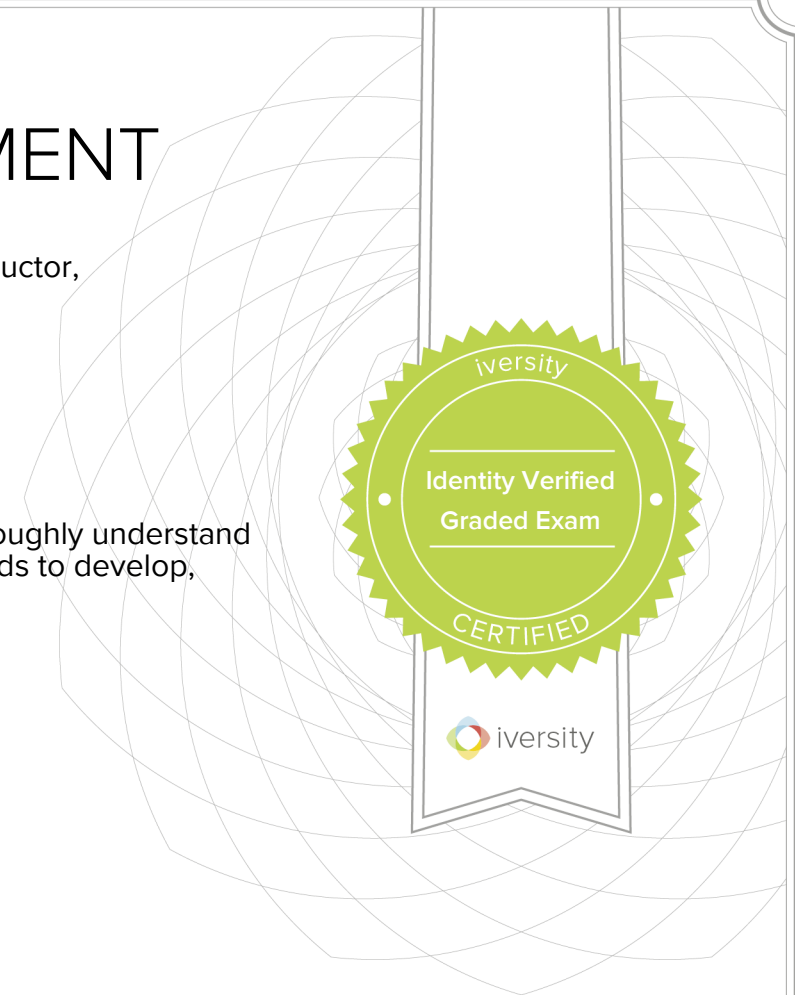 MENT
uctor,
oughly understand
ds to develop,
iversity
Identity Verified
Graded Exam
CERTIFIED
iversity